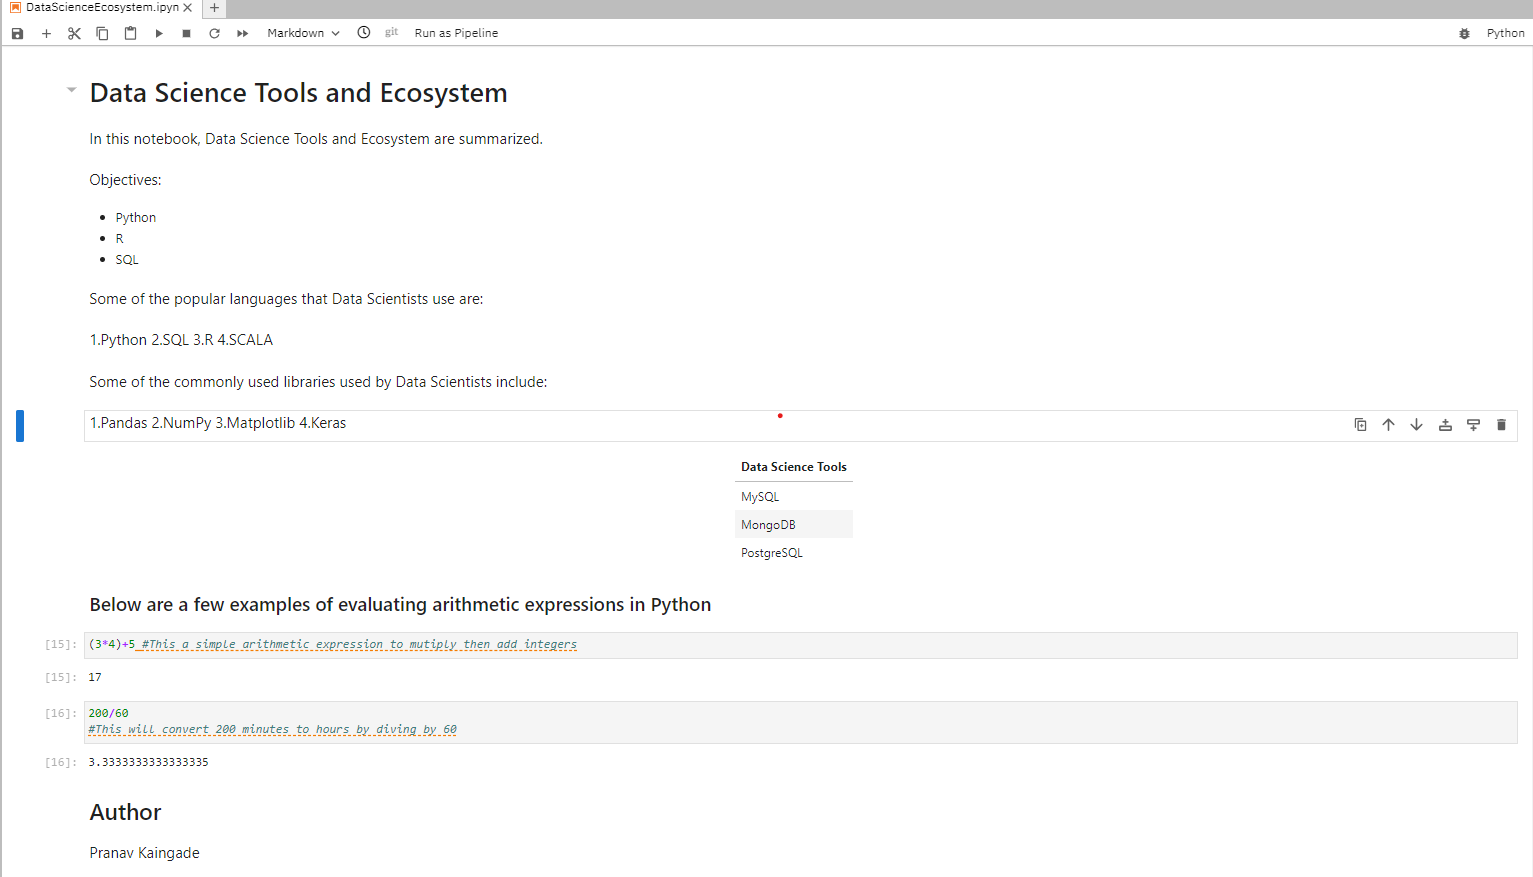 DataScienceEcosystem.ipyn
Markdown
git
Run as Pipeline
Python
Data Science Tools and Ecosystem
In this notebook, Data Science Tools and Ecosystem are summarized.
Objectives:
Python
R
SQL
Some of the popular languages that Data Scientists use are:
1.Python 2.SQL 3.R 4.SCALA
Some of the commonly used libraries used by Data Scientists include:
1.Pandas 2.NumPy 3.Matplotlib 4.Keras
Data Science Tools
MySQL
MongoDB
PostgreSQL
Below are a few examples of evaluating arithmetic expressions in Python
[15]: (3*4)+5 #This a simple arithmetic expression to mutiply then add integers
[15]: 17
[16]: 200/60
#This will convert 200 minutes to hours by diving by 60
[16]: 3.3333333333333335
Author
Pranav Kaingade